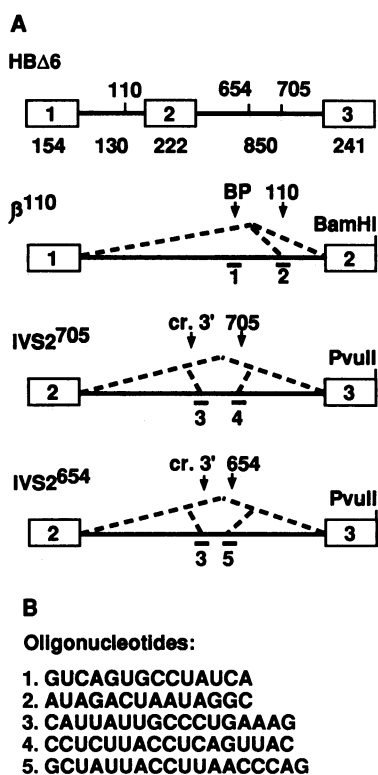 A
HBΔ6
110 654 705
1 2 3
154 130 222 850 241
BP 110
β110 BamHI
1 2
1 2
cr. 3' 705
IVS2705 PvuII
2 3
3 4
cr. 3' 654
IVS2654 PvuII
2 3
3 5
B
Oligonucleotides:
1. GUCAGUGCCUAUCA
2. AUAGACUAAUAGGC
3. CAUUAUUGCCCUGAAAG
4. CCUCUUACCUCAGUUAC
5. GCUAUUACCUUAACCCAG